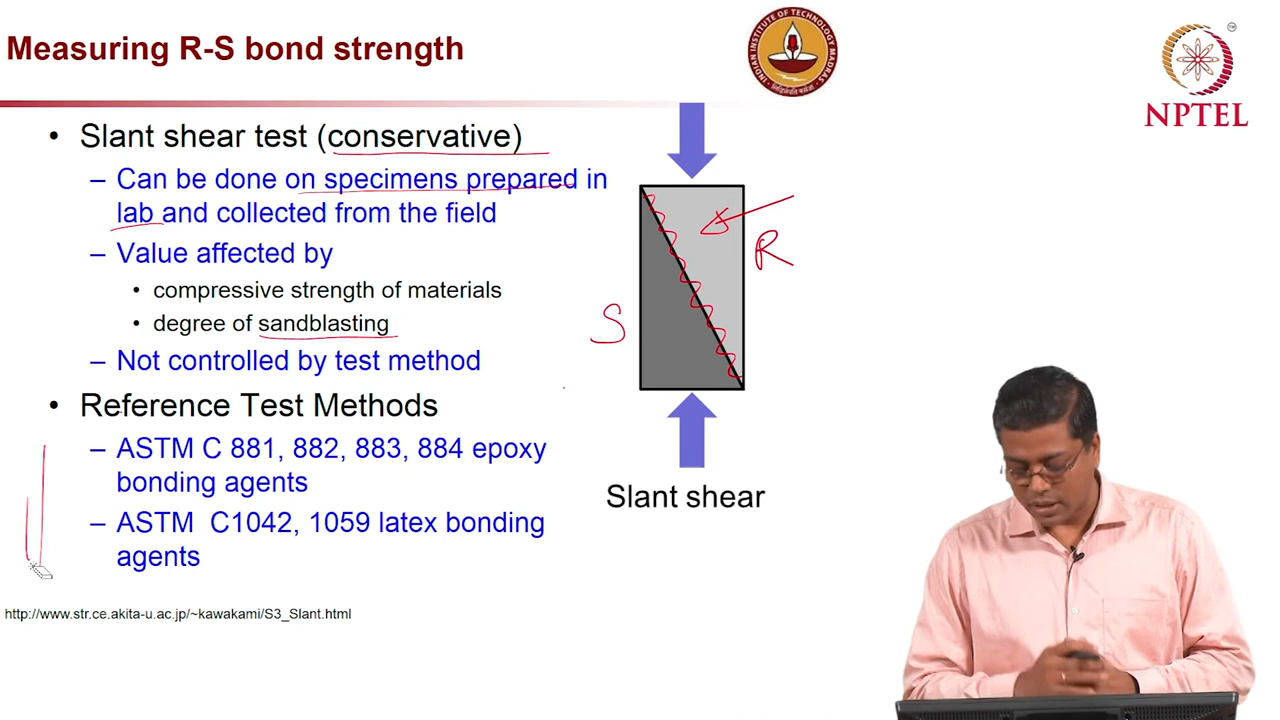 Measuring R-S bond strength
NPTEL
• Slant shear test (conservative)
– Can be done on specimens prepared in
lab and collected from the field
– Value affected by
• compressive strength of materials
• degree of sandblasting
– Not controlled by test method
• Reference Test Methods
– ASTM C 881, 882, 883, 884 epoxy
bonding agents
– ASTM C1042, 1059 latex bonding
agents
R
S
Slant shear
http://www.str.ce.akita-u.ac.jp/~kawakami/S3_Slant.html